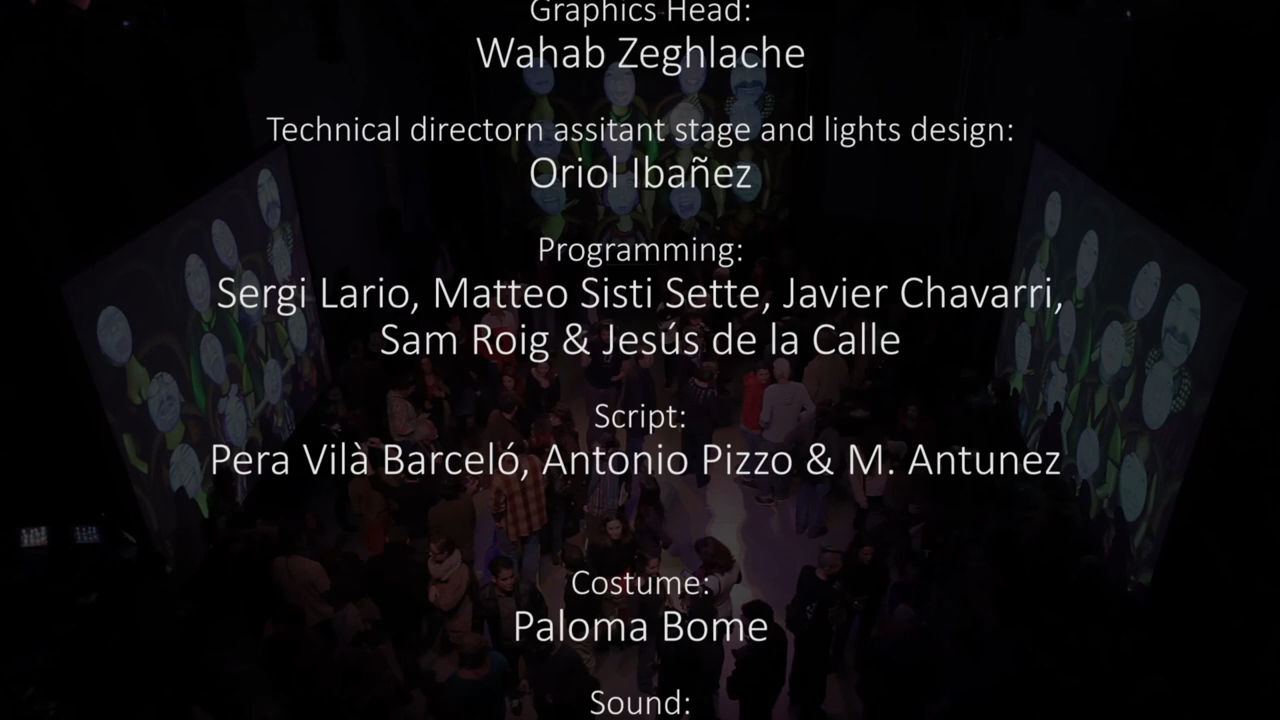 Graphics Head:
Wahab Zeghlache
Technical directorn assitant stage and lights design:
Oriol Ibañez
Programming:
Sergi Lario, Matteo Sisti Sette, Javier Chavarri,
Sam Roig & Jesús de la Calle
Script:
Pera Vilà Barceló, Antonio Pizzo & M. Antunez
Costume:
Paloma Bome
Sound: